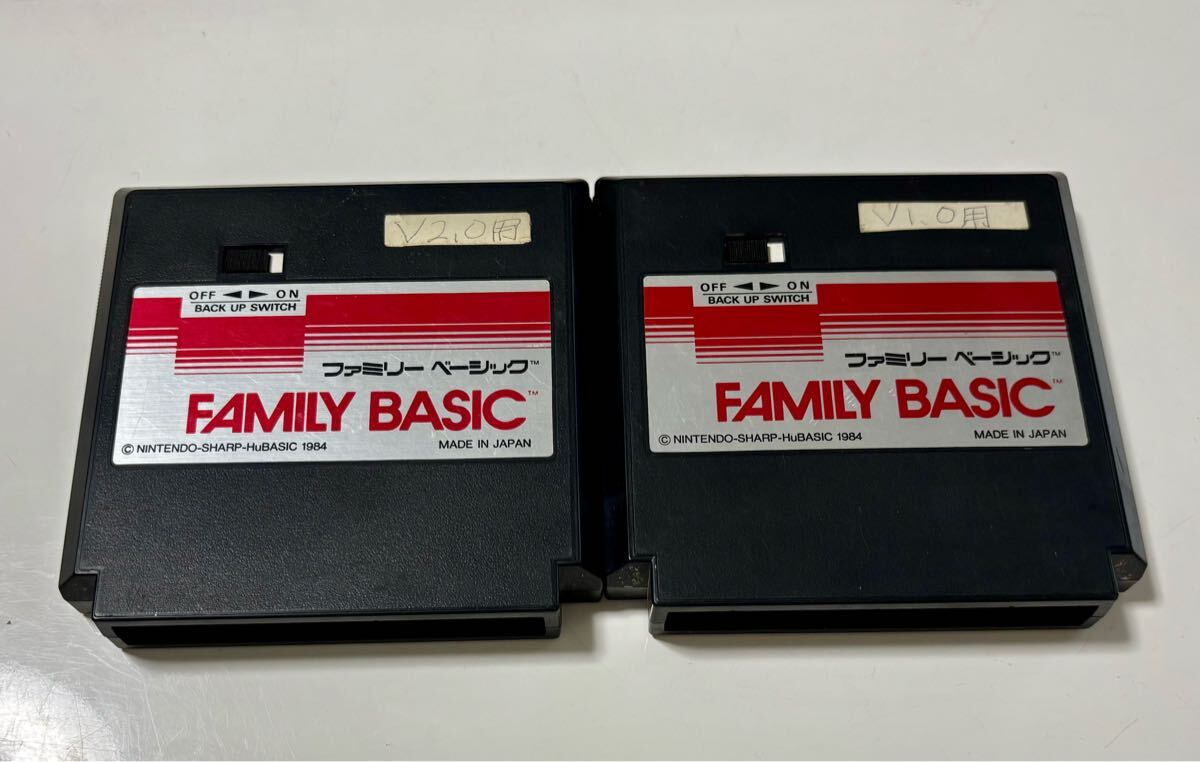 V2.0用
OFF ◄ ► ON
BACK UP SWITCH
ファミリー ベーシック™
FAMILY BASIC™
© NINTENDO-SHARP-HuBASIC 1984 MADE IN JAPAN
V1.0用
OFF ◄ ► ON
BACK UP SWITCH
ファミリー ベーシック™
FAMILY BASIC™
© NINTENDO-SHARP-HuBASIC 1984 MADE IN JAPAN